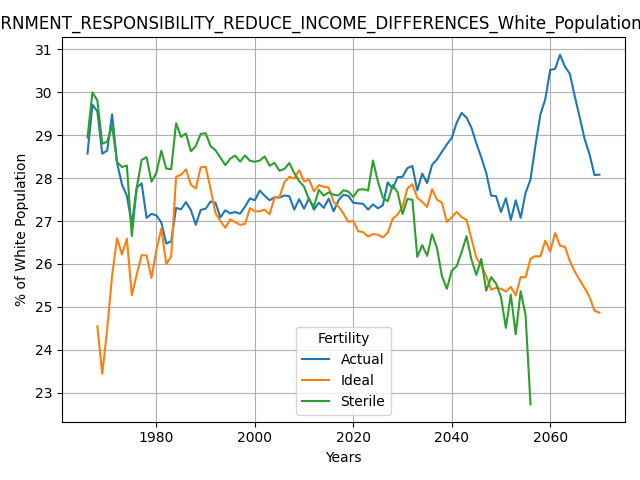 RNMENT_RESPONSIBILITY_REDUCE_INCOME_DIFFERENCES_White_Population
31
30
29
28
27
26
25
24
23
% of White Population
Fertility
Actual
Ideal
Sterile
1980 2000 2020 2040 2060
Years